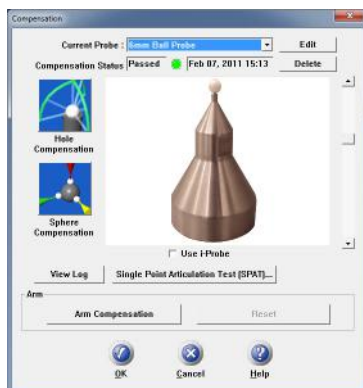 Compensation
Current Probe : 6mm Ball Probe Edit
Compensation Status Passed Feb 07, 2011 15:13 Delete
Hole
Compensation
Sphere
Compensation
Use i-Probe
View Log Single Point Articulation Test (SPAT)...
Arm
Arm Compensation Reset
OK Cancel Help